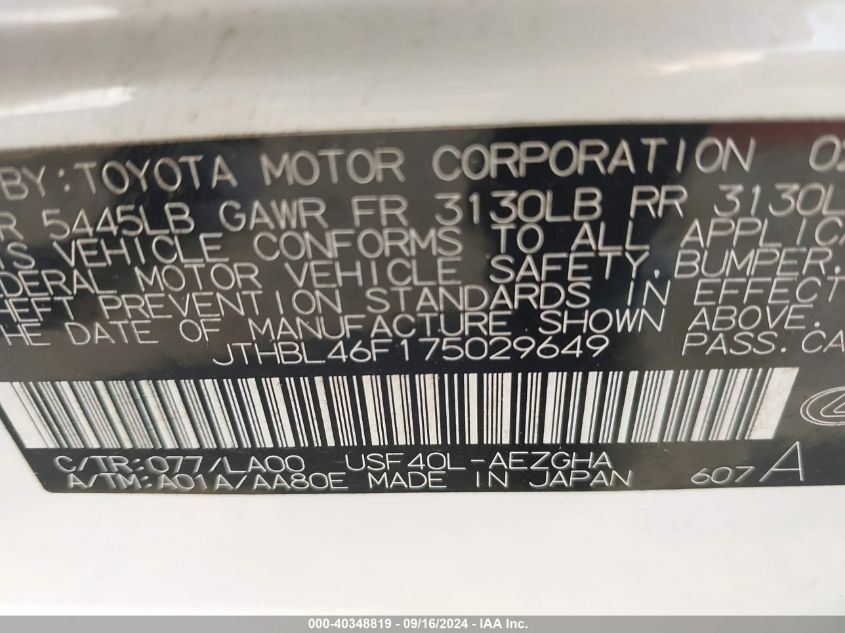 BY:TOYOTA MOTOR CORPORATION 02
R 5445LB GAWR FR 3130LB RR 3130L
S VEHICLE CONFORMS TO ALL APPLICA
DERAL MOTOR VEHICLE SAFETY, BUMPER,
HEFT PREVENTION STANDARDS IN EFFECT
HE DATE OF MANUFACTURE SHOWN ABOVE.
JTHBL46F175029649 PASS. CA
C/TR:077/LA00 USF40L-AEZGHA
A/TM:A01A/AA80E MADE IN JAPAN 607A
000-40348819 - 09/16/2024 - IAA Inc.